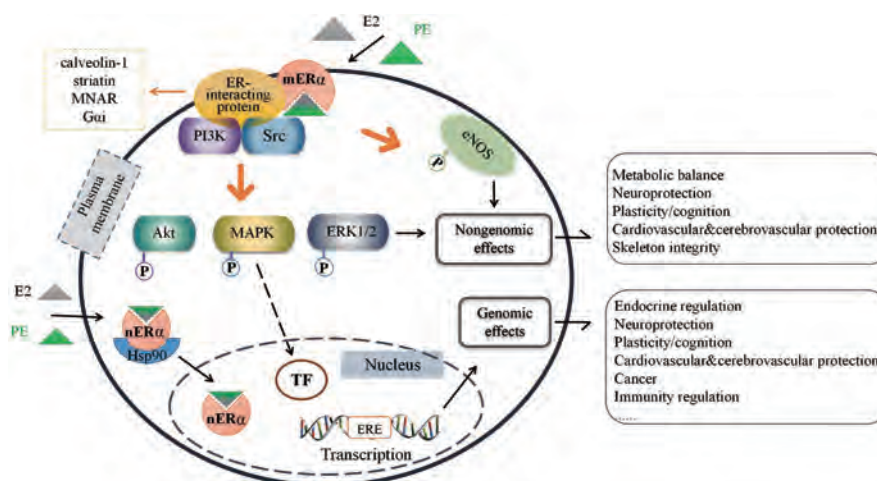 E2
PE
calveolin-1
striatin
MNAR
Gαi
ER-
interacting
protein
mERα
PI3K
Src
eNOS
P
Plasma
membrane
Akt
MAPK
ERK1/2
P
P
P
Nongenomic
effects
Metabolic balance
Neuroprotection
Plasticity/cognition
Cardiovascular&cerebrovascular protection
Skeleton integrity
E2
PE
nERα
Hsp90
Genomic
effects
Endocrine regulation
Neuroprotection
Plasticity/cognition
Cardiovascular&cerebrovascular protection
Cancer
Immunity regulation
......
Nucleus
TF
nERα
ERE
Transcription